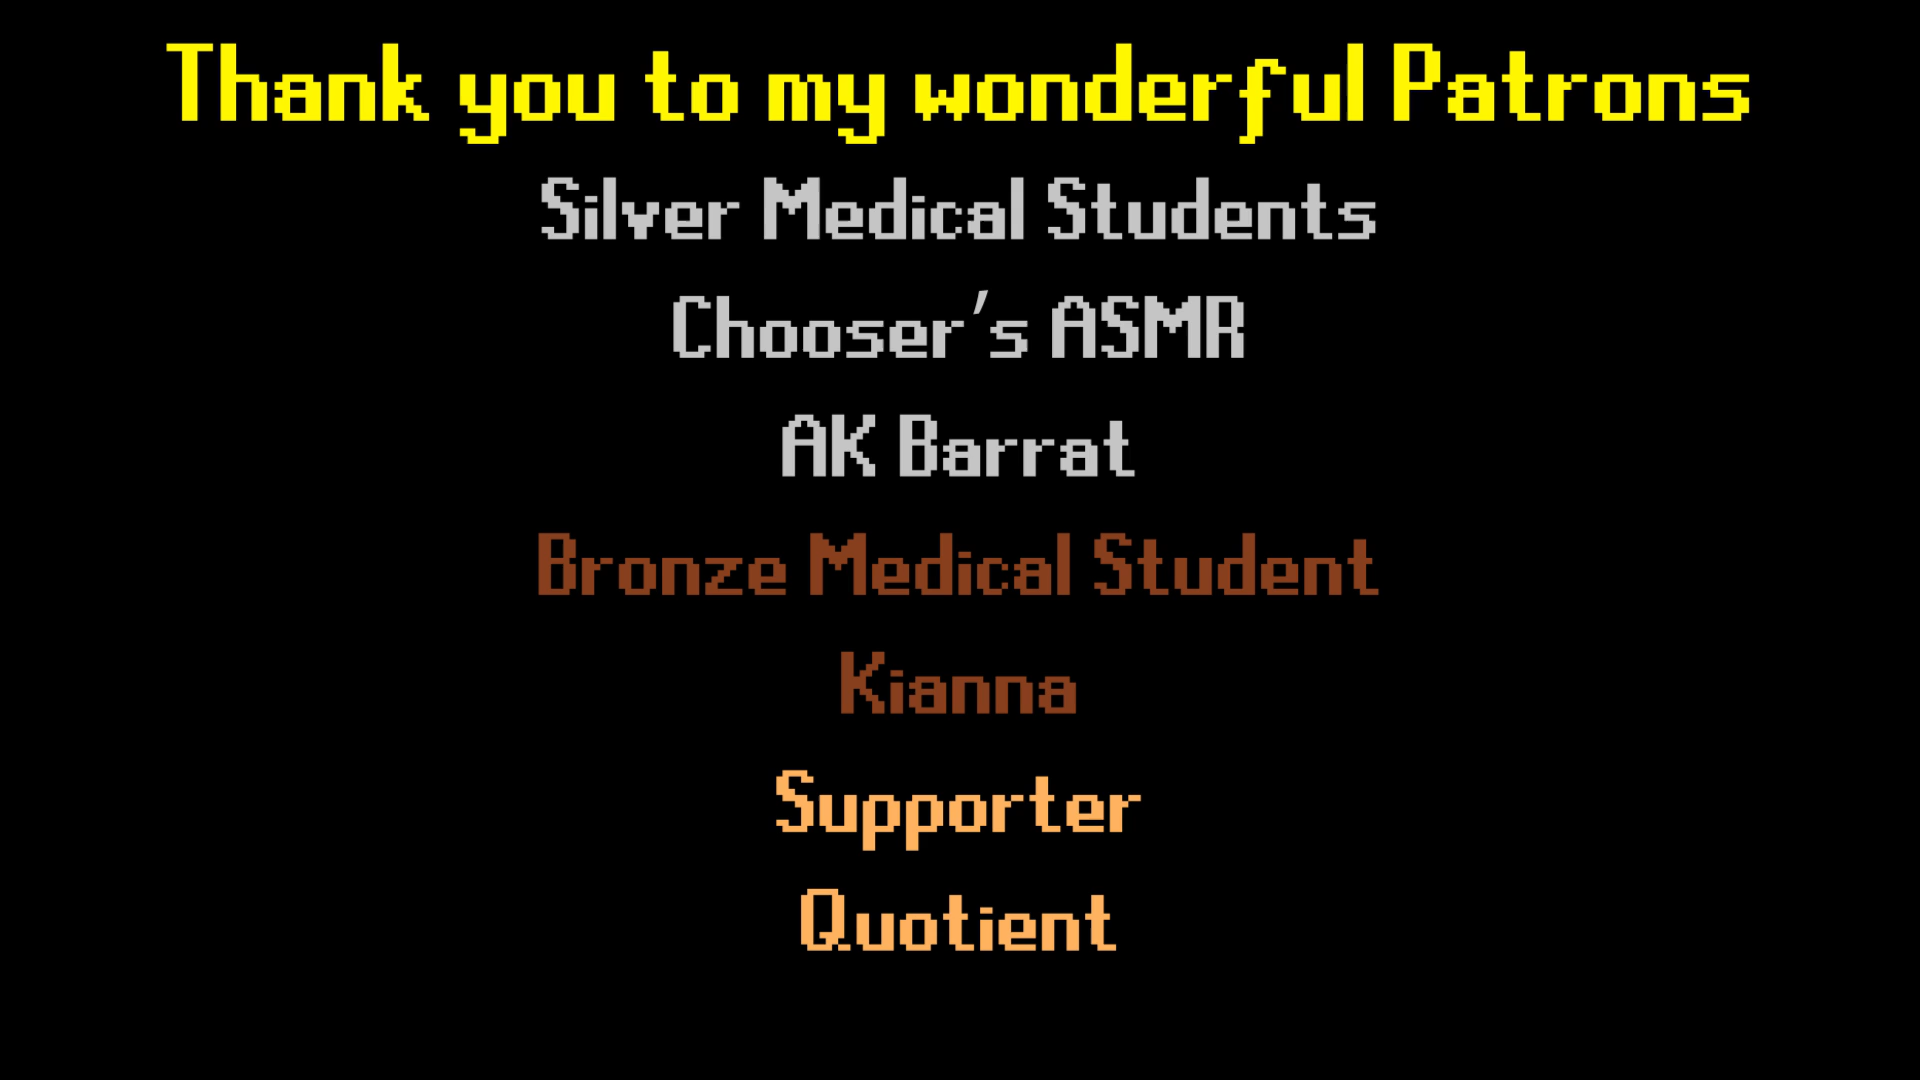 Thank you to my wonderful Patrons
Silver Medical Students
Chooser's ASMR
AK Barrat
Bronze Medical Student
Kianna
Supporter
Quotient